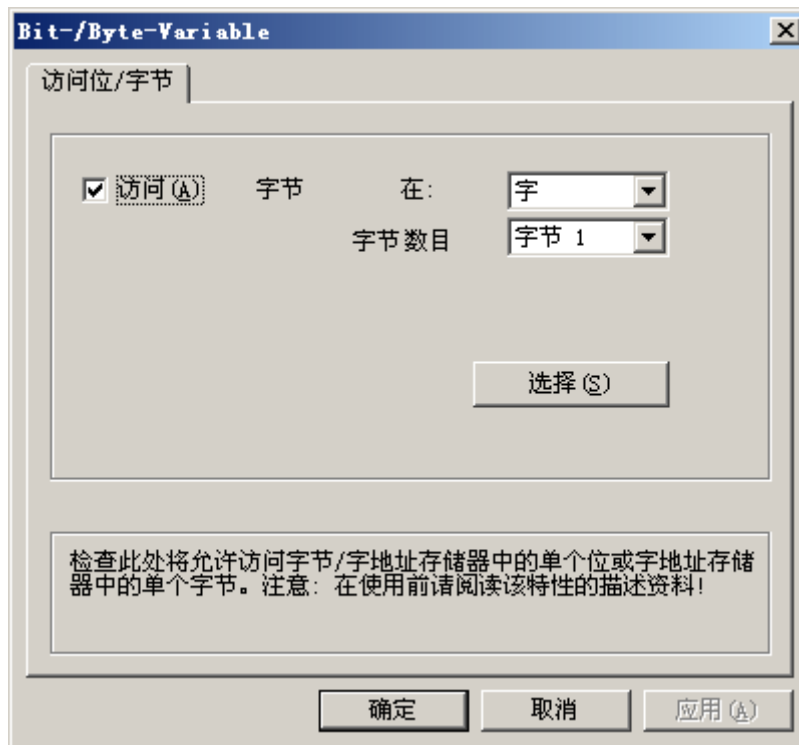 Bit-/Byte-Variable
访问位/字节
访问(A) 字节 在: 字
字节数目 字节 1
选择(S)
检查此处将允许访问字节/字地址存储器中的单个位或字地址存储
器中的单个字节。注意: 在使用前请阅读该特性的描述资料!
确定 取消 应用(A)